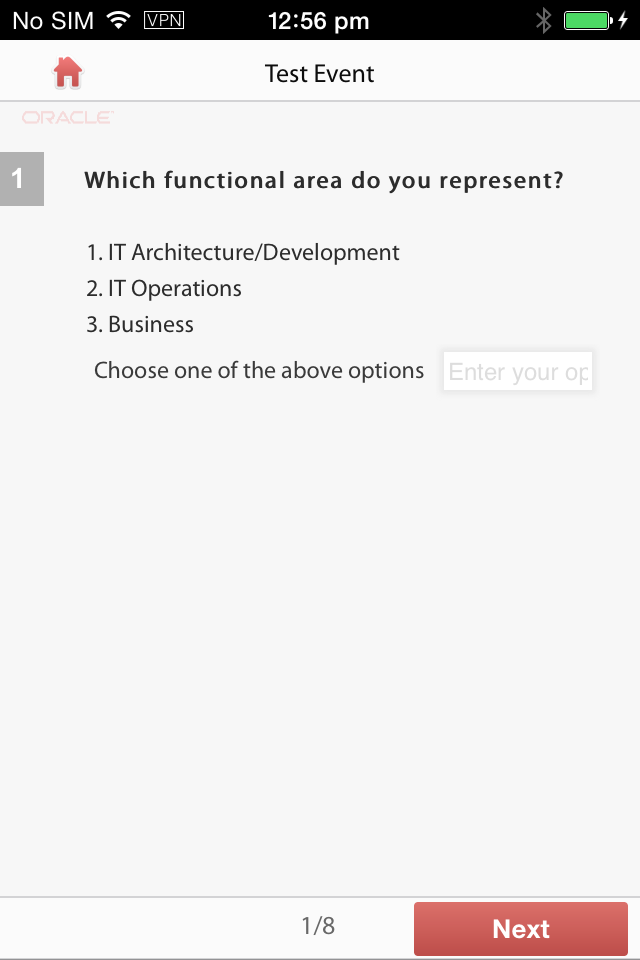 No SIM VPN 12:56 pm
Test Event
ORACLE
1 Which functional area do you represent?
1. IT Architecture/Development
2. IT Operations
3. Business
Choose one of the above options Enter your op
1/8 Next